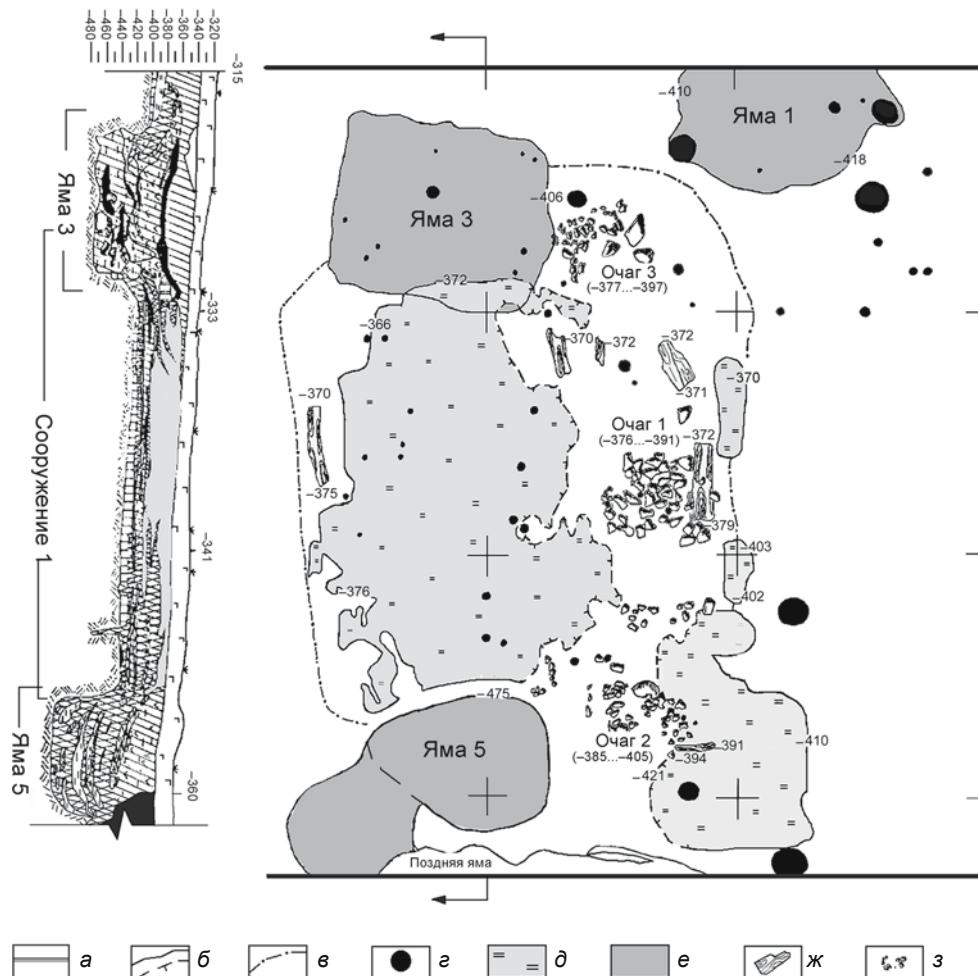 -480
-460
-440
-420
-400
-380
-360
-340
-320
-315
Яма 3
-333
Сооружение 1
-341
Яма 5
-360
-410
Яма 1
-418
-406
Яма 3
Очаг 3
(-377...-397)
-372
-366
-370
-372
-372
-371
-370
-370
Очаг 1
(-376...-391)
-372
-375
-379
-403
-402
-376
-475
Яма 5
Очаг 2
(-385...-405)
-391
-394
-410
-421
Поздняя яма
а
б
в
г
д
е
ж
з